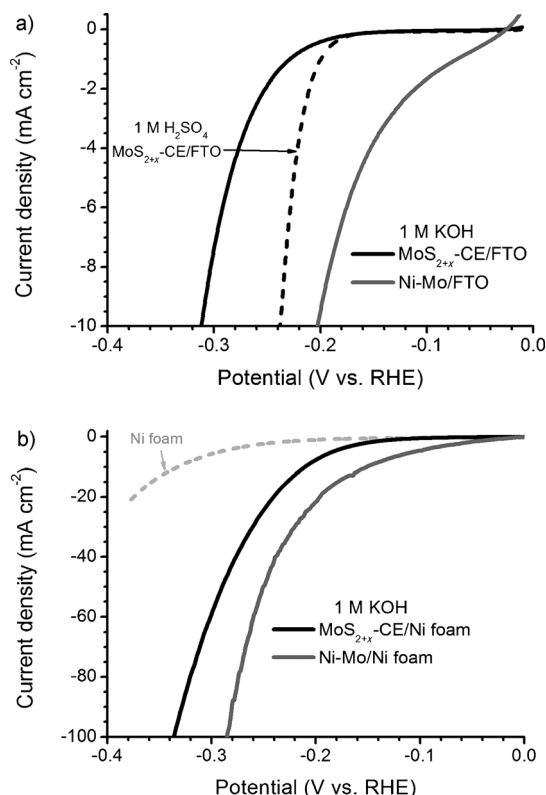 a)
0
-2
-4
-6
-8
-10
Current density (mA cm⁻²)
1 M H₂SO₄
MoS₂₊ₓ-CE/FTO
1 M KOH
MoS₂₊ₓ-CE/FTO
Ni-Mo/FTO
-0.4 -0.3 -0.2 -0.1 0.0
Potential (V vs. RHE)
b)
0
-20
-40
-60
-80
-100
Current density (mA cm⁻²)
Ni foam
1 M KOH
MoS₂₊ₓ-CE/Ni foam
Ni-Mo/Ni foam
-0.4 -0.3 -0.2 -0.1 0.0
Potential (V vs. RHE)